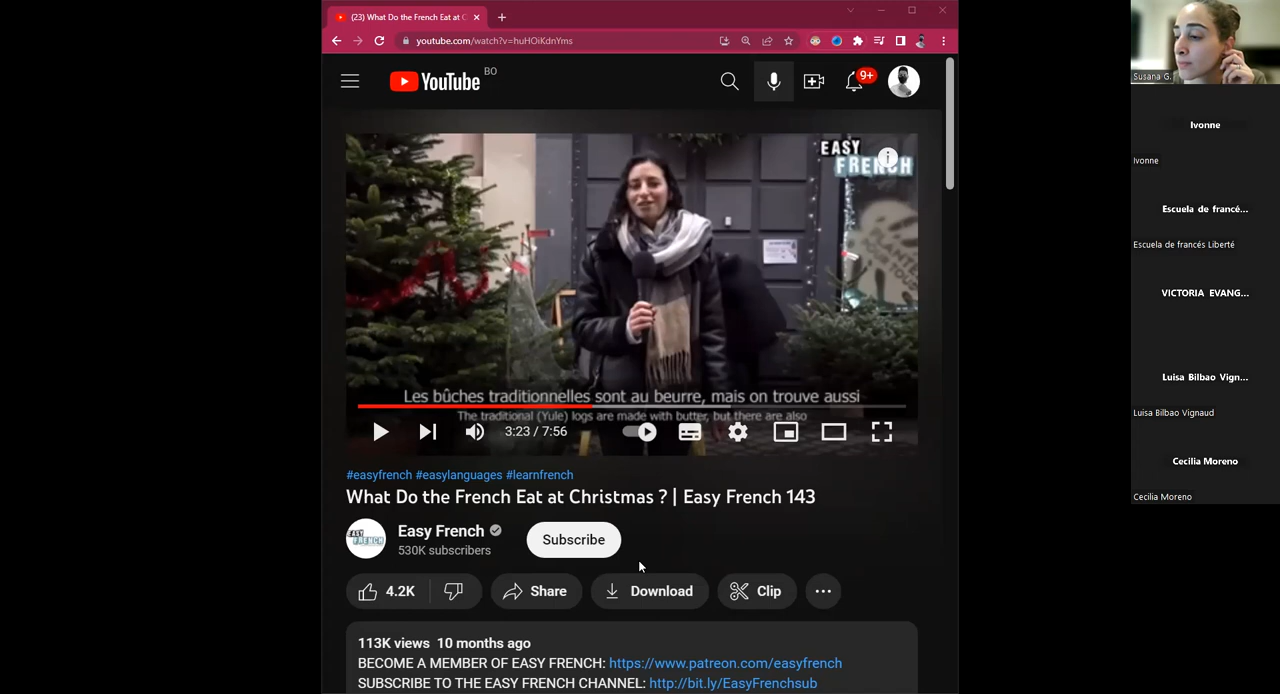 (23) What Do the French Eat at C
youtube.com/watch?v=huHOiKdnYms
YouTube BO
9+
EASY
FRENCH
Les bûches traditionnelles sont au beurre, mais on trouve aussi
The traditional (Yule) logs are made with butter, but there are also
3:23 / 7:56
#easyfrench #easylanguages #learnfrench
What Do the French Eat at Christmas ? | Easy French 143
Easy French
530K subscribers
Subscribe
4.2K
Share
Download
Clip
113K views 10 months ago
BECOME A MEMBER OF EASY FRENCH: https://www.patreon.com/easyfrench
SUBSCRIBE TO THE EASY FRENCH CHANNEL: http://bit.ly/EasyFrenchsub
Susana G.
Ivonne
Ivonne
Escuela de francé...
Escuela de francés Liberté
VICTORIA EVANG...
Luisa Bilbao Vign...
Luisa Bilbao Vignaud
Cecilia Moreno
Cecilia Moreno